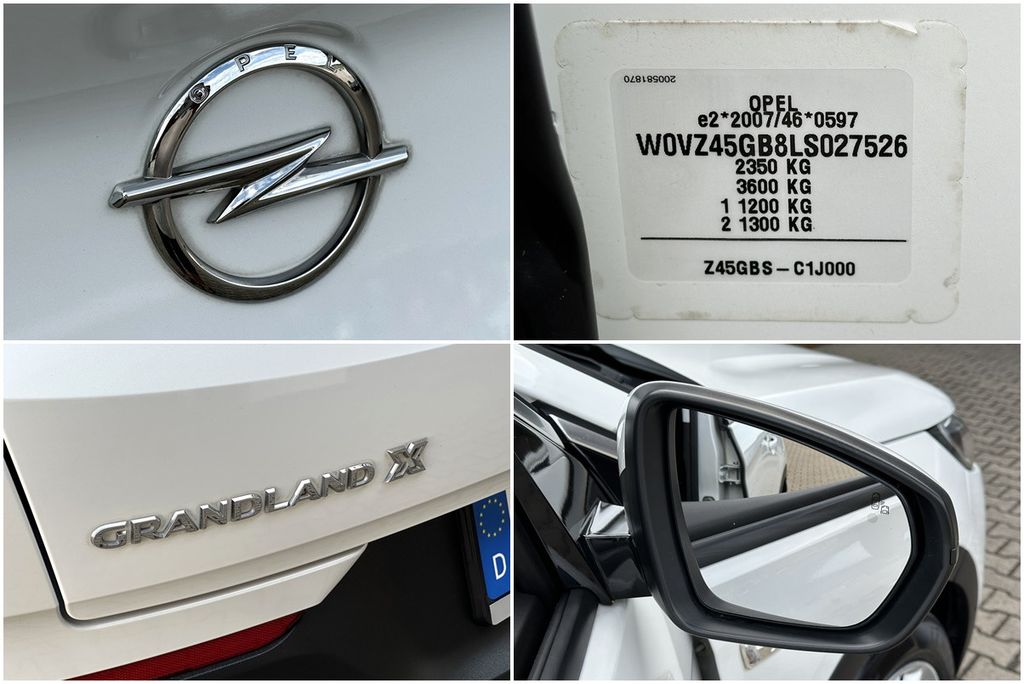 OPEL
200581870
OPEL
e2*2007/46*0597
W0VZ45GB8LS027526
2350 KG
3600 KG
1 1200 KG
2 1300 KG
Z45GBS-C1J000
GRANDLAND X
D